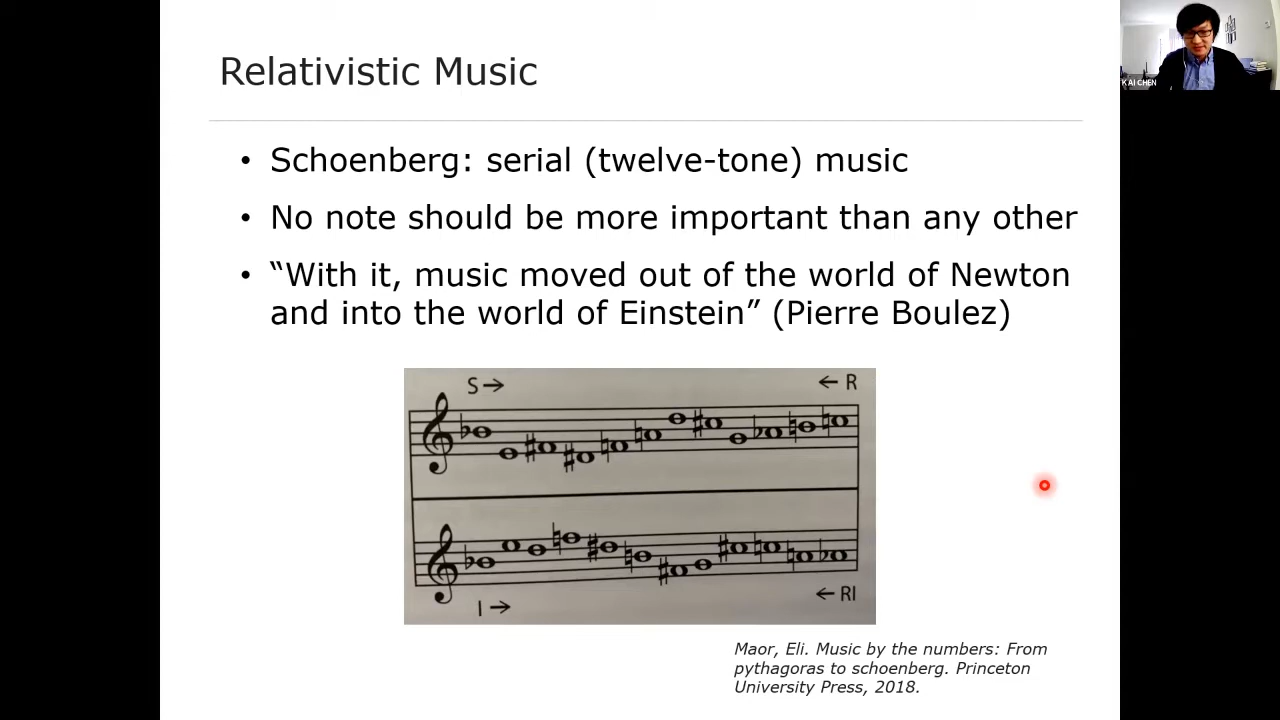 Relativistic Music
KAI CHEN
• Schoenberg: serial (twelve-tone) music
• No note should be more important than any other
• “With it, music moved out of the world of Newton
and into the world of Einstein” (Pierre Boulez)
S→ ←R
I→ ←RI
Maor, Eli. Music by the numbers: From
pythagoras to schoenberg. Princeton
University Press, 2018.